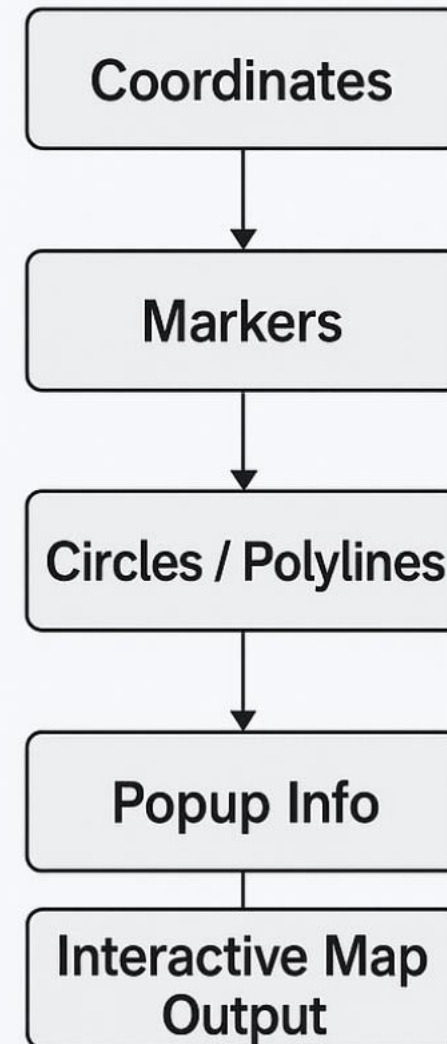 Coordinates
Markers
Circles / Polylines
Popup Info
Interactive Map
Output